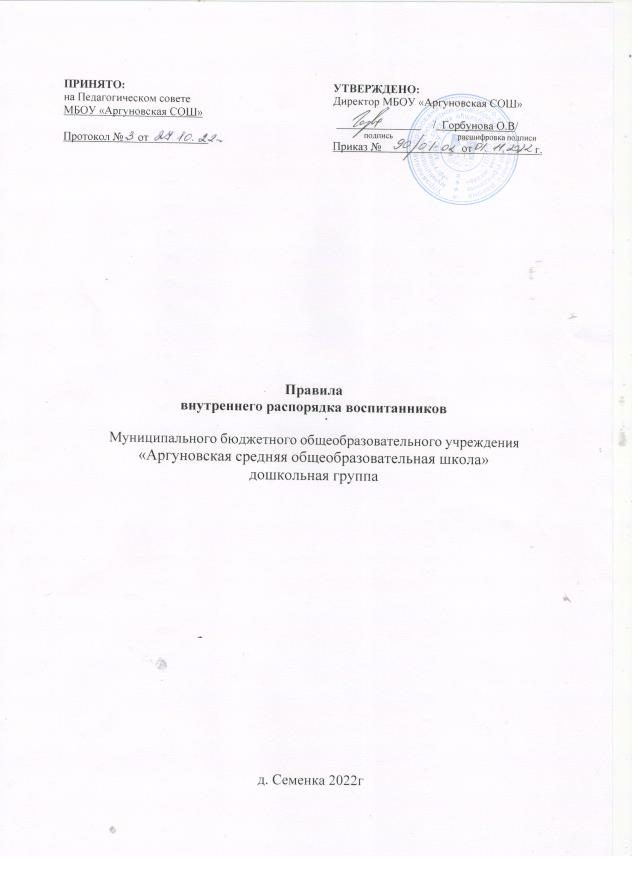 ПРИНЯТО:
на Педагогическом совете
МБОУ «Аргуновская СОШ»
Протокол № 3 от 27.10.22
УТВЕРЖДЕНО:
Директор МБОУ «Аргуновская СОШ»
/ Горбунова О.В/
подпись расшифровка подписи
Приказ № 90/01-02 от 01.11.2022 г.
Правила
внутреннего распорядка воспитанников
Муниципального бюджетного общеобразовательного учреждения
«Аргуновская средняя общеобразовательная школа»
дошкольная группа
д. Семенка 2022г